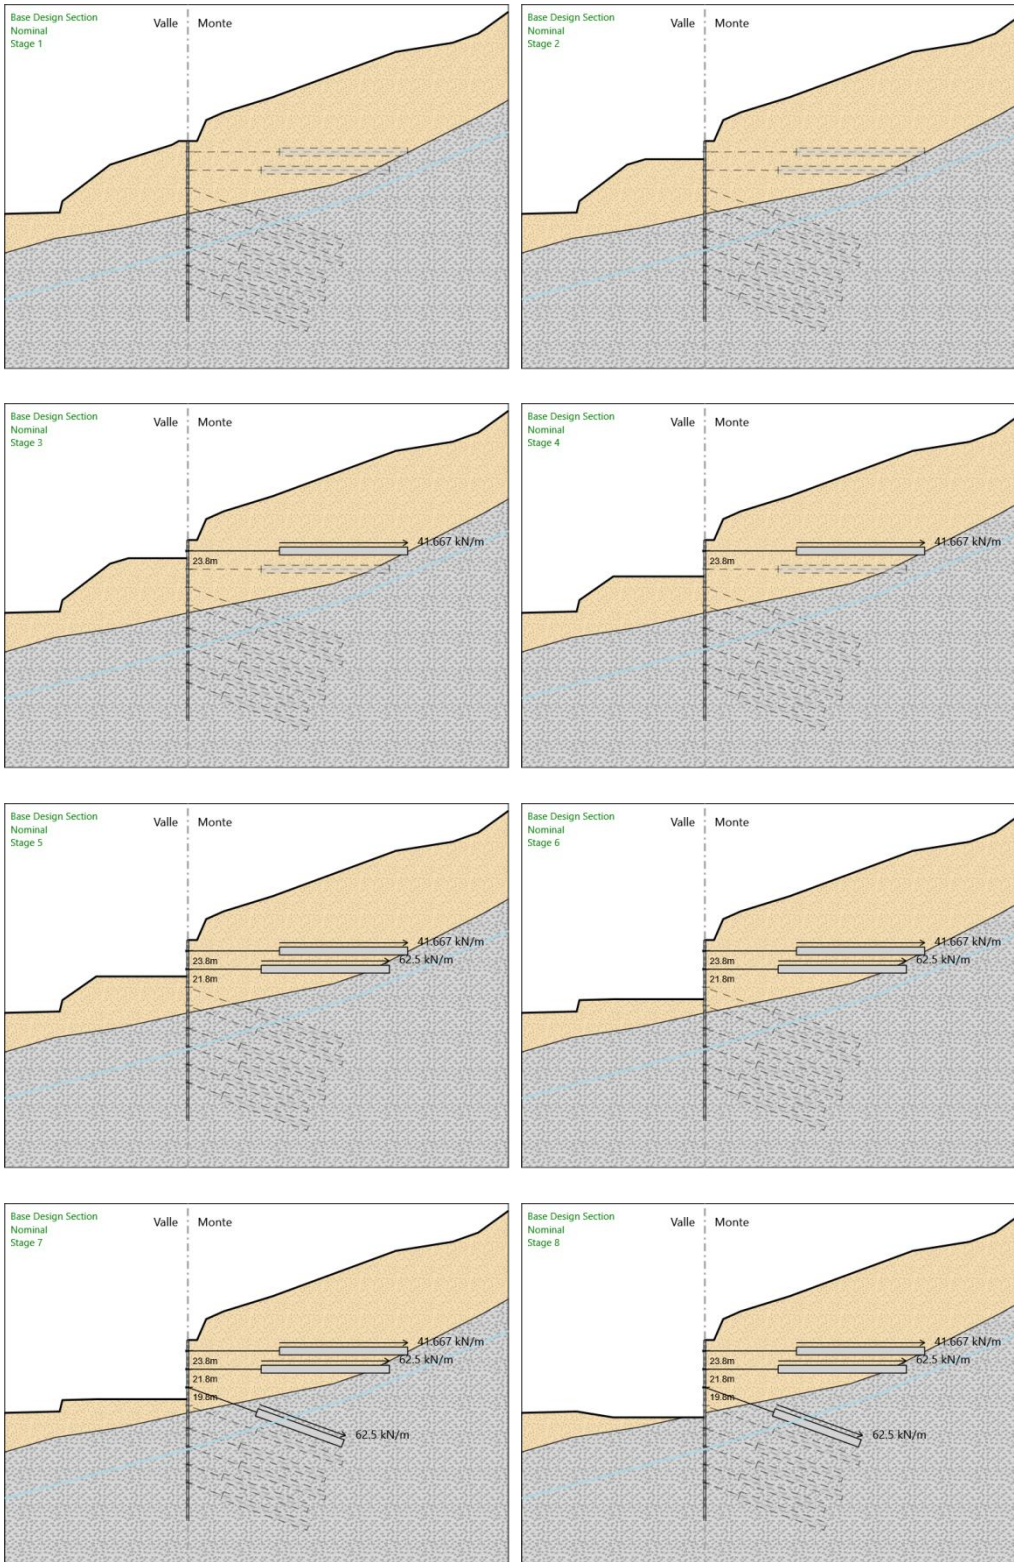 Base Design Section
Nominal
Stage 1
Valle Monte
Base Design Section
Nominal
Stage 2
Valle Monte
Base Design Section
Nominal
Stage 3
Valle Monte
41.667 kN/m
23.8m
Base Design Section
Nominal
Stage 4
Valle Monte
41.667 kN/m
23.8m
Base Design Section
Nominal
Stage 5
Valle Monte
41.667 kN/m
23.8m
62.5 kN/m
21.8m
Base Design Section
Nominal
Stage 6
Valle Monte
41.667 kN/m
23.8m
62.5 kN/m
21.8m
Base Design Section
Nominal
Stage 7
Valle Monte
41.667 kN/m
23.8m
62.5 kN/m
21.8m
19.8m
62.5 kN/m
Base Design Section
Nominal
Stage 8
Valle Monte
41.667 kN/m
23.8m
62.5 kN/m
21.8m
19.8m
62.5 kN/m